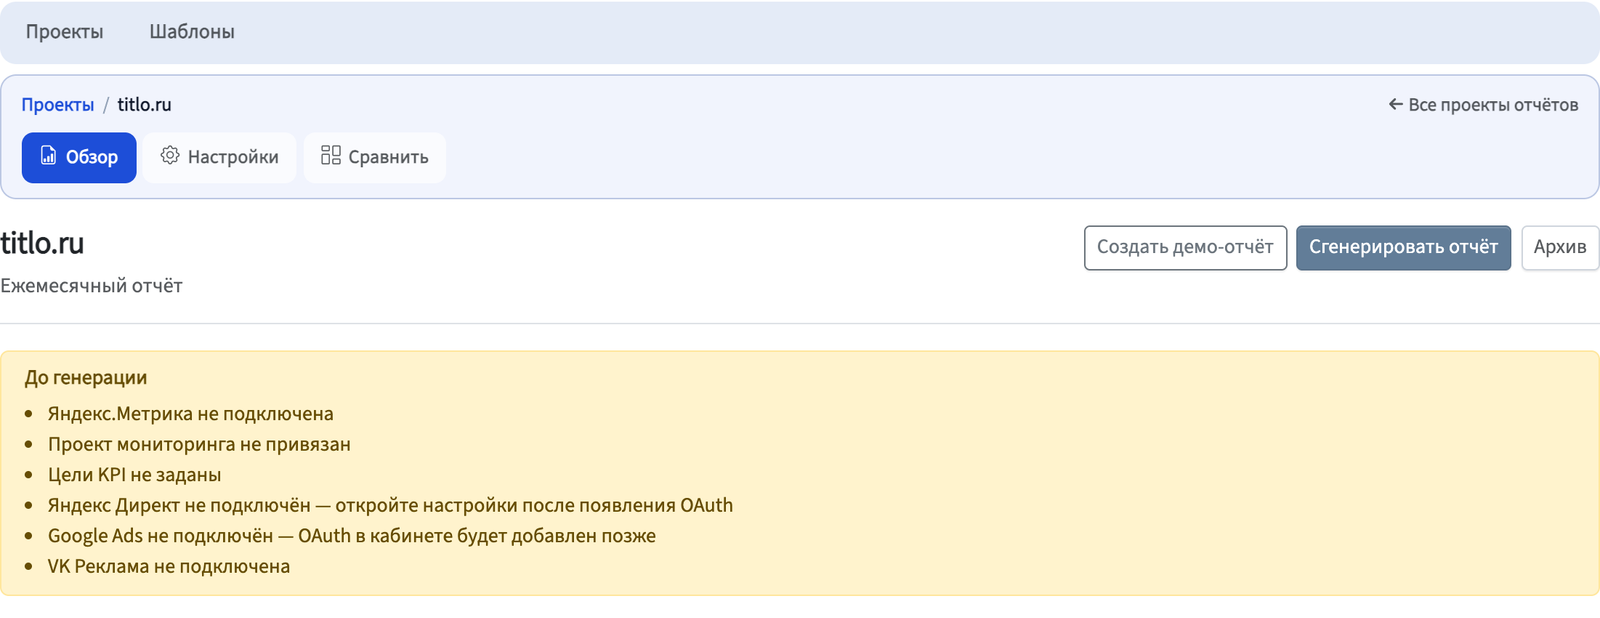 Проекты Шаблоны
Проекты / titlo.ru ← Все проекты отчётов
Обзор Настройки Сравнить
titlo.ru Создать демо-отчёт Сгенерировать отчёт Архив
Ежемесячный отчёт
До генерации
• Яндекс.Метрика не подключена
• Проект мониторинга не привязан
• Цели KPI не заданы
• Яндекс Директ не подключён — откройте настройки после появления OAuth
• Google Ads не подключён — OAuth в кабинете будет добавлен позже
• VK Реклама не подключена